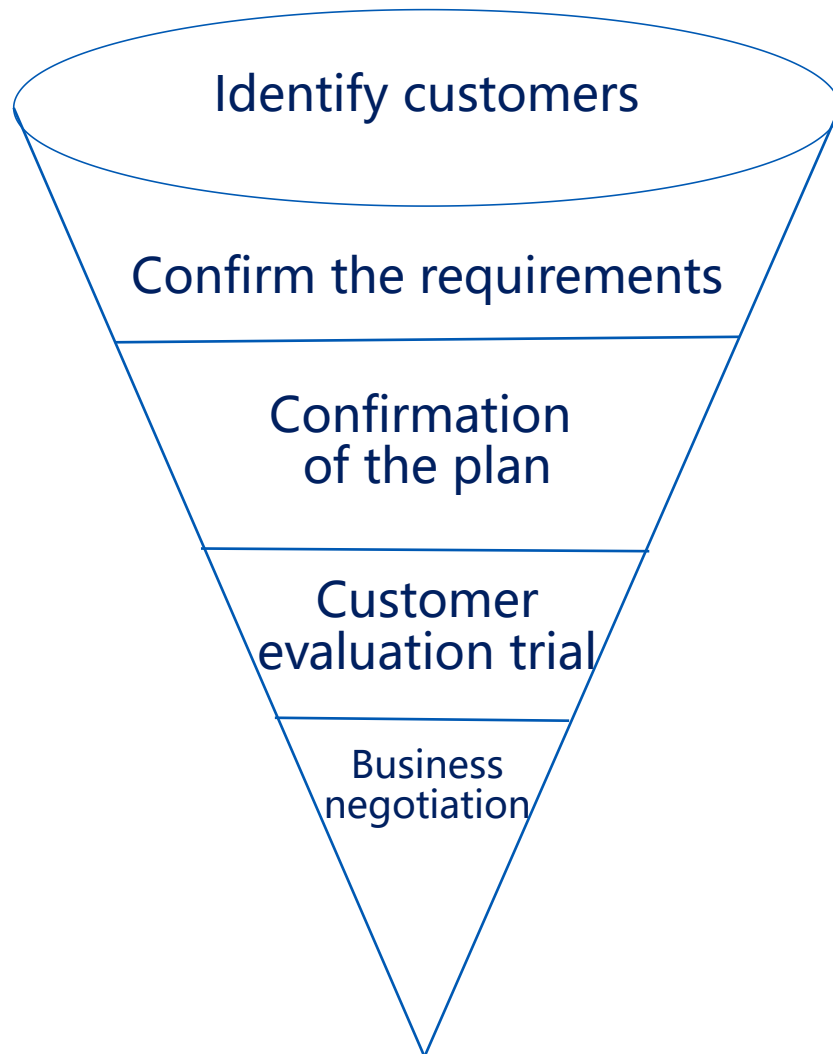 Identify customers
Confirm the requirements
Confirmation
of the plan
Customer
evaluation trial
Business
negotiation